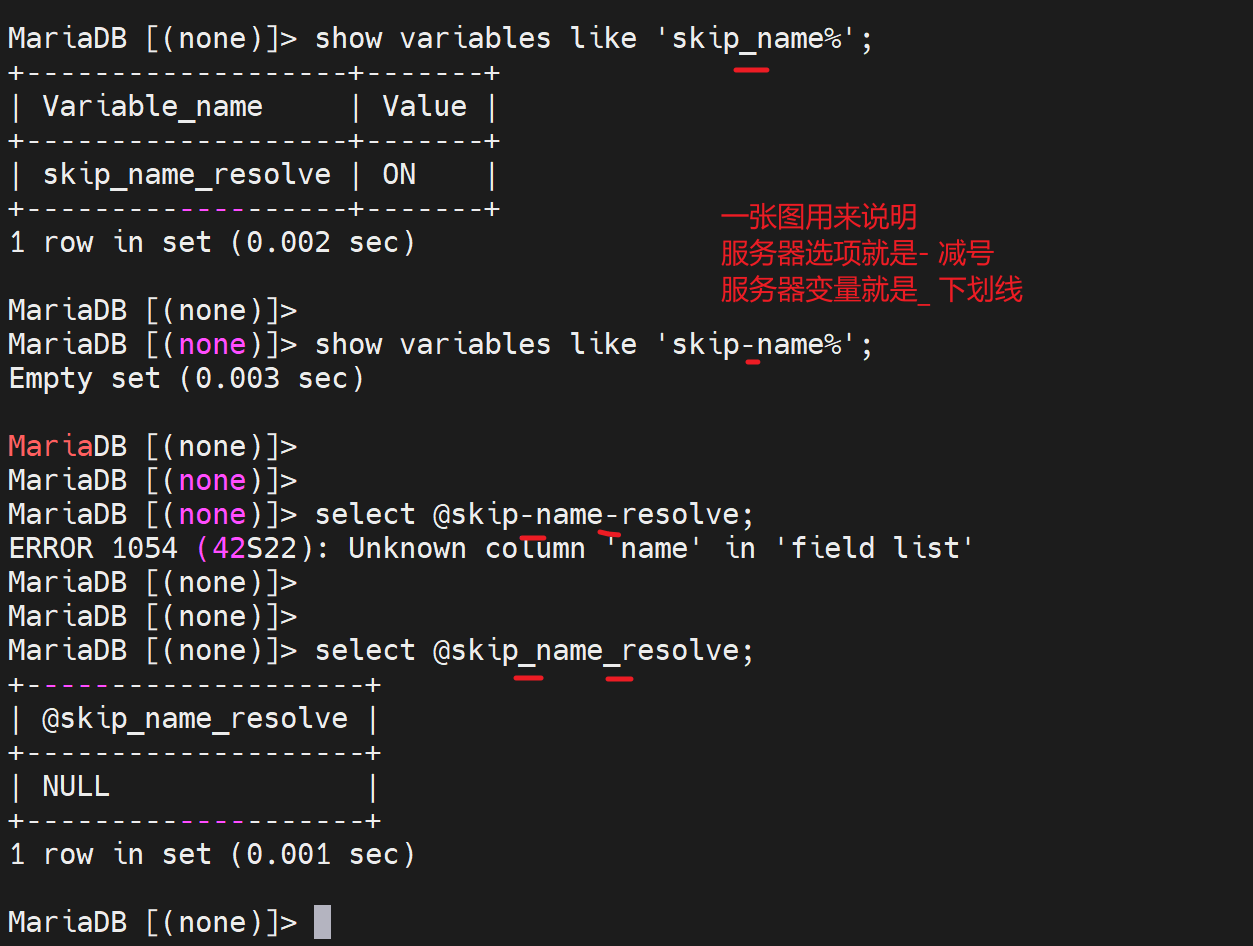 MariaDB [(none)]> show variables like 'skip_name%';
+-------------------+-------+
| Variable_name     | Value |
+-------------------+-------+
| skip_name_resolve | ON    |
+-------------------+-------+
1 row in set (0.002 sec)
一张图用来说明
服务器选项就是- 减号
服务器变量就是_ 下划线
MariaDB [(none)]>
MariaDB [(none)]> show variables like 'skip-name%';
Empty set (0.003 sec)
MariaDB [(none)]>
MariaDB [(none)]>
MariaDB [(none)]> select @skip-name-resolve;
ERROR 1054 (42S22): Unknown column 'name' in 'field list'
MariaDB [(none)]>
MariaDB [(none)]>
MariaDB [(none)]> select @skip_name_resolve;
+--------------------+
| @skip_name_resolve |
+--------------------+
| NULL               |
+--------------------+
1 row in set (0.001 sec)
MariaDB [(none)]>